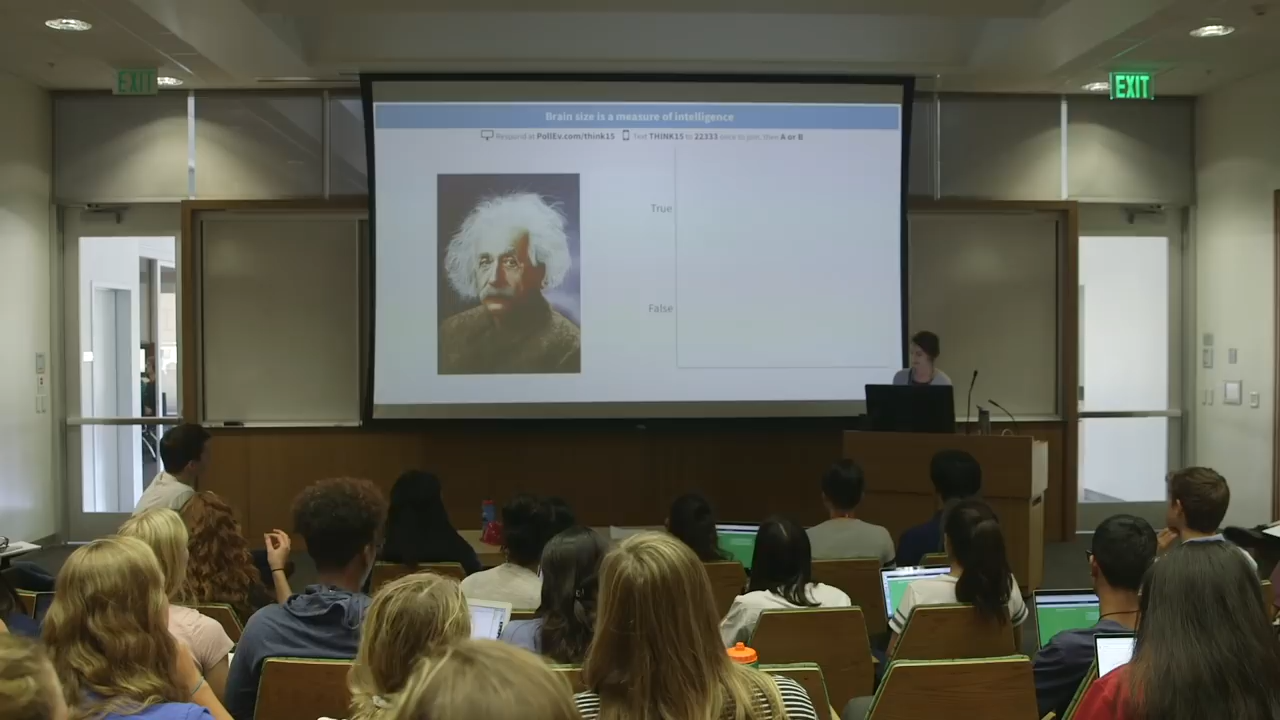 EXIT
EXIT
Brain size is a measure of intelligence
Respond at PollEv.com/think15 Text THINK15 to 22333 once to join, then A or B
True
False